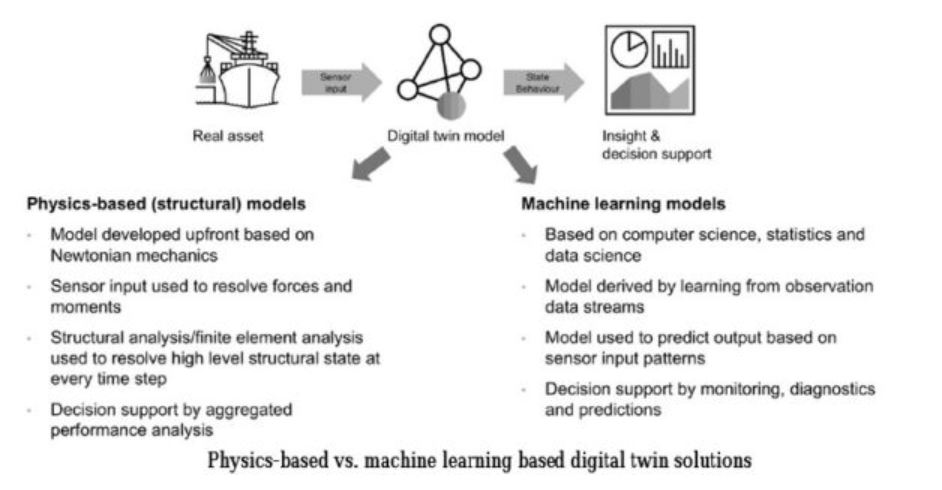 Sensor
input
State
Behaviour
Real asset
Digital twin model
Insight &
decision support
Physics-based (structural) models
· Model developed upfront based on
Newtonian mechanics
· Sensor input used to resolve forces and
moments
· Structural analysis/finite element analysis
used to resolve high level structural state at
every time step
· Decision support by aggregated
performance analysis
Machine learning models
· Based on computer science, statistics and
data science
· Model derived by learning from observation
data streams
· Model used to predict output based on
sensor input patterns
· Decision support by monitoring, diagnostics
and predictions
Physics-based vs. machine learning based digital twin solutions